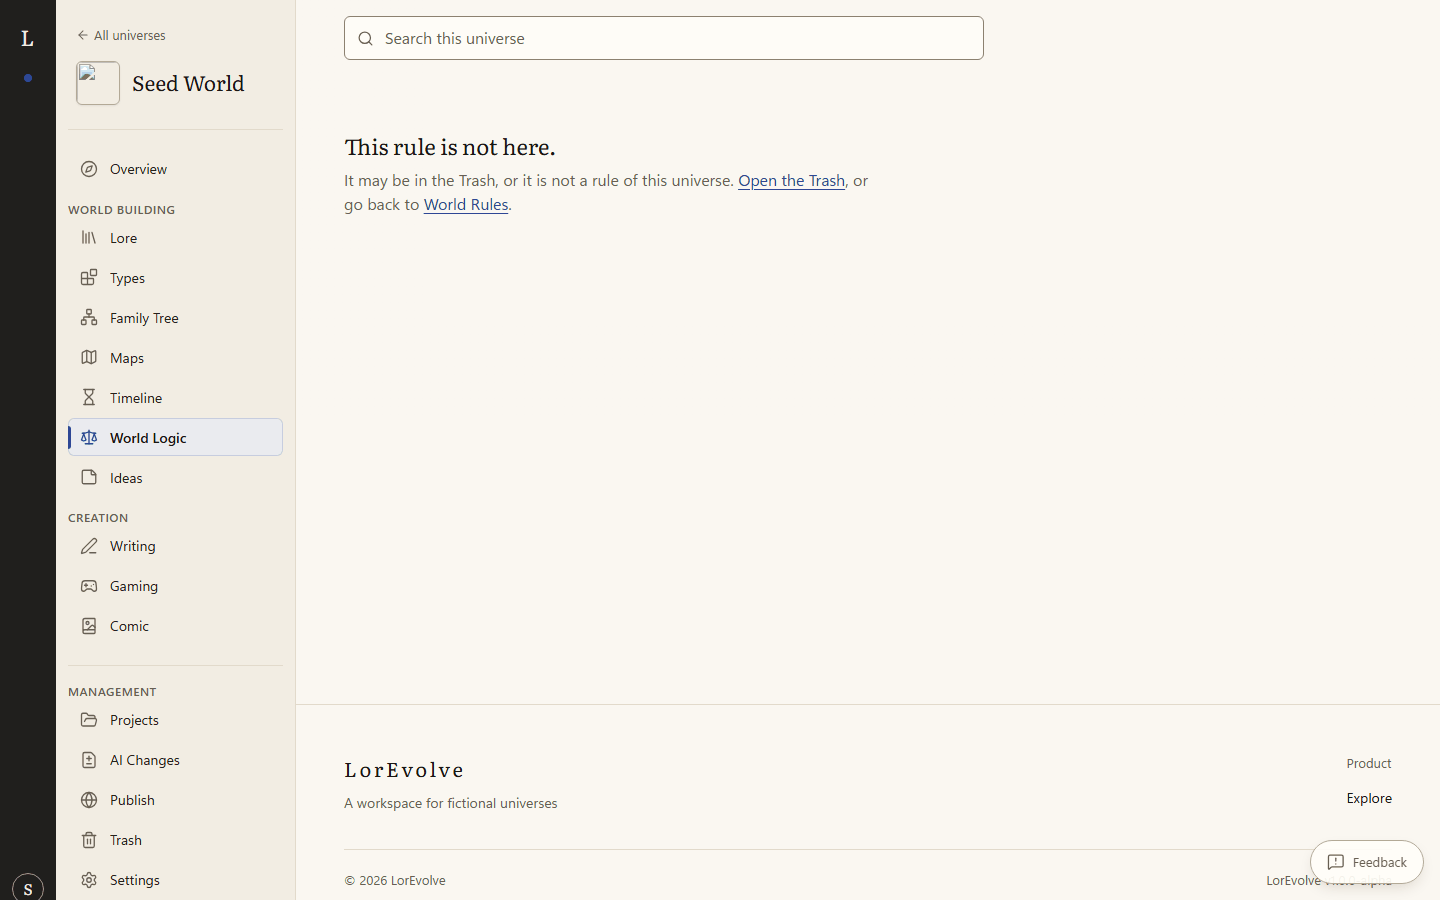 L
← All universes
Seed World
Overview
WORLD BUILDING
Lore
Types
Family Tree
Maps
Timeline
World Logic
Ideas
CREATION
Writing
Gaming
Comic
MANAGEMENT
Projects
AI Changes
Publish
Trash
Settings
S
Search this universe
This rule is not here.
It may be in the Trash, or it is not a rule of this universe. Open the Trash, or
go back to World Rules.
LorEvolve
A workspace for fictional universes
Product
Explore
© 2026 LorEvolve
LorEvolve
Feedback